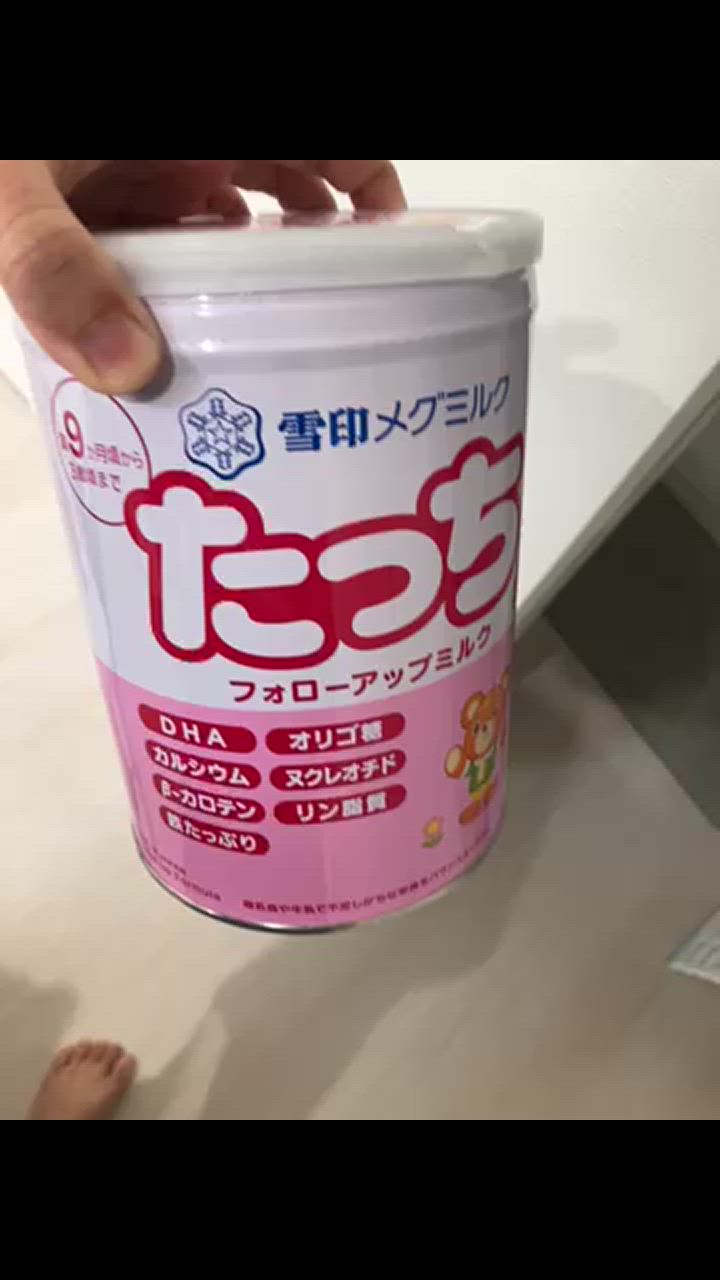 雪印メグミルク
9ヵ月頃から
3歳頃まで
たっち
フォローアップミルク
DHA
オリゴ糖
カルシウム
ヌクレオチド
β-カロテン
リン脂質
鉄たっぷり
Formula